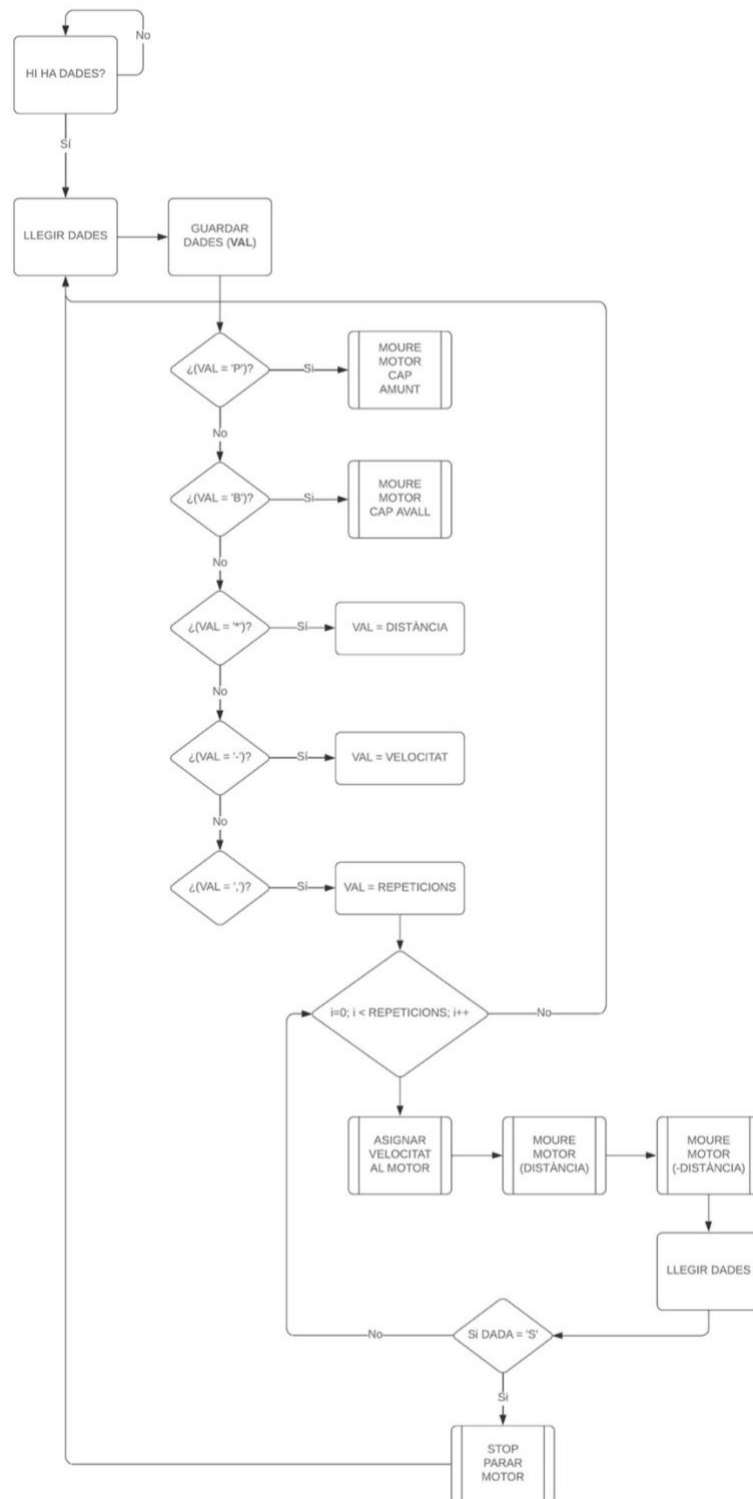 No
HI HA DADES?
Sí
LLEGIR DADES
GUARDAR
DADES (VAL)
¿(VAL = 'P')?
Si
MOURE
MOTOR
CAP
AMUNT
No
¿(VAL = 'B')?
Si
MOURE
MOTOR
CAP AVALL
No
¿(VAL = '*')?
Sí
VAL = DISTÀNCIA
No
¿(VAL = '-')?
Sí
VAL = VELOCITAT
No
¿(VAL = ',')?
Sí
VAL = REPETICIONS
i=0; i < REPETICIONS; i++
No
ASIGNAR
VELOCITAT
AL MOTOR
MOURE
MOTOR
(DISTÀNCIA)
MOURE
MOTOR
(-DISTÀNCIA)
LLEGIR DADES
Si DADA = 'S'
No
Si
STOP
PARAR
MOTOR